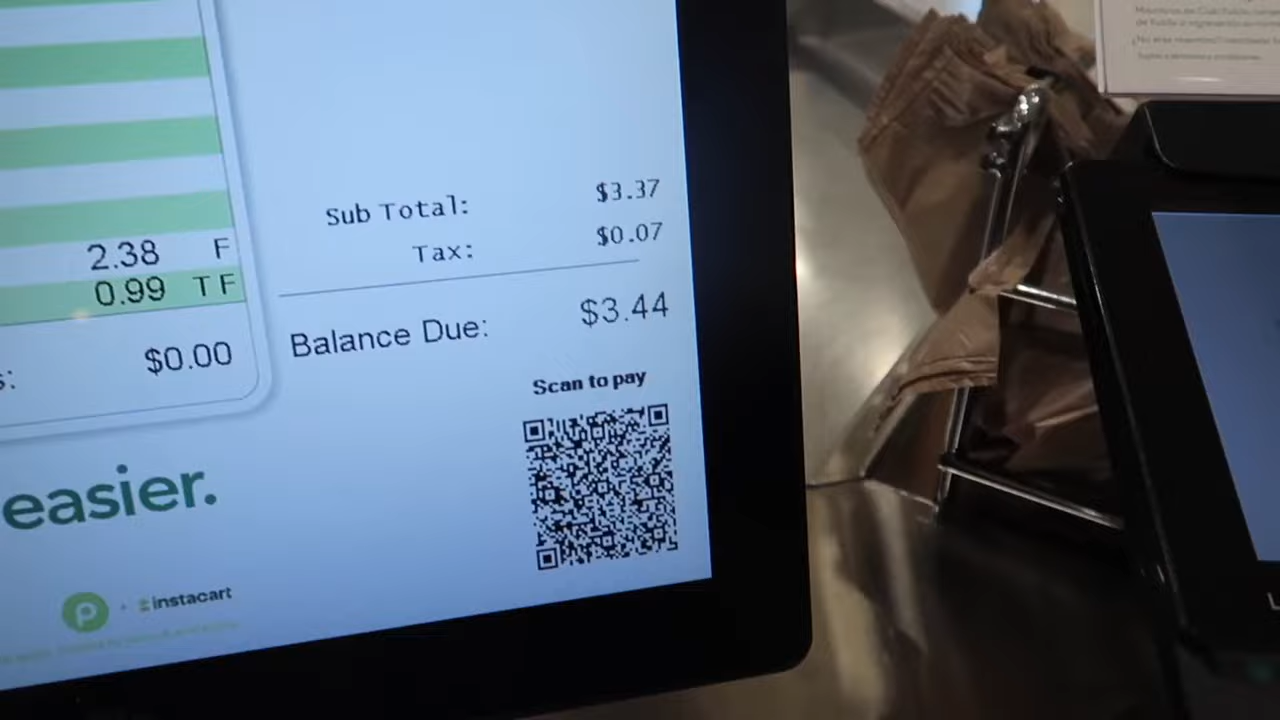 2.38 F
0.99 T F
$0.00
Sub Total: $3.37
Tax: $0.07
Balance Due: $3.44
Scan to pay
easier.
P + instacart